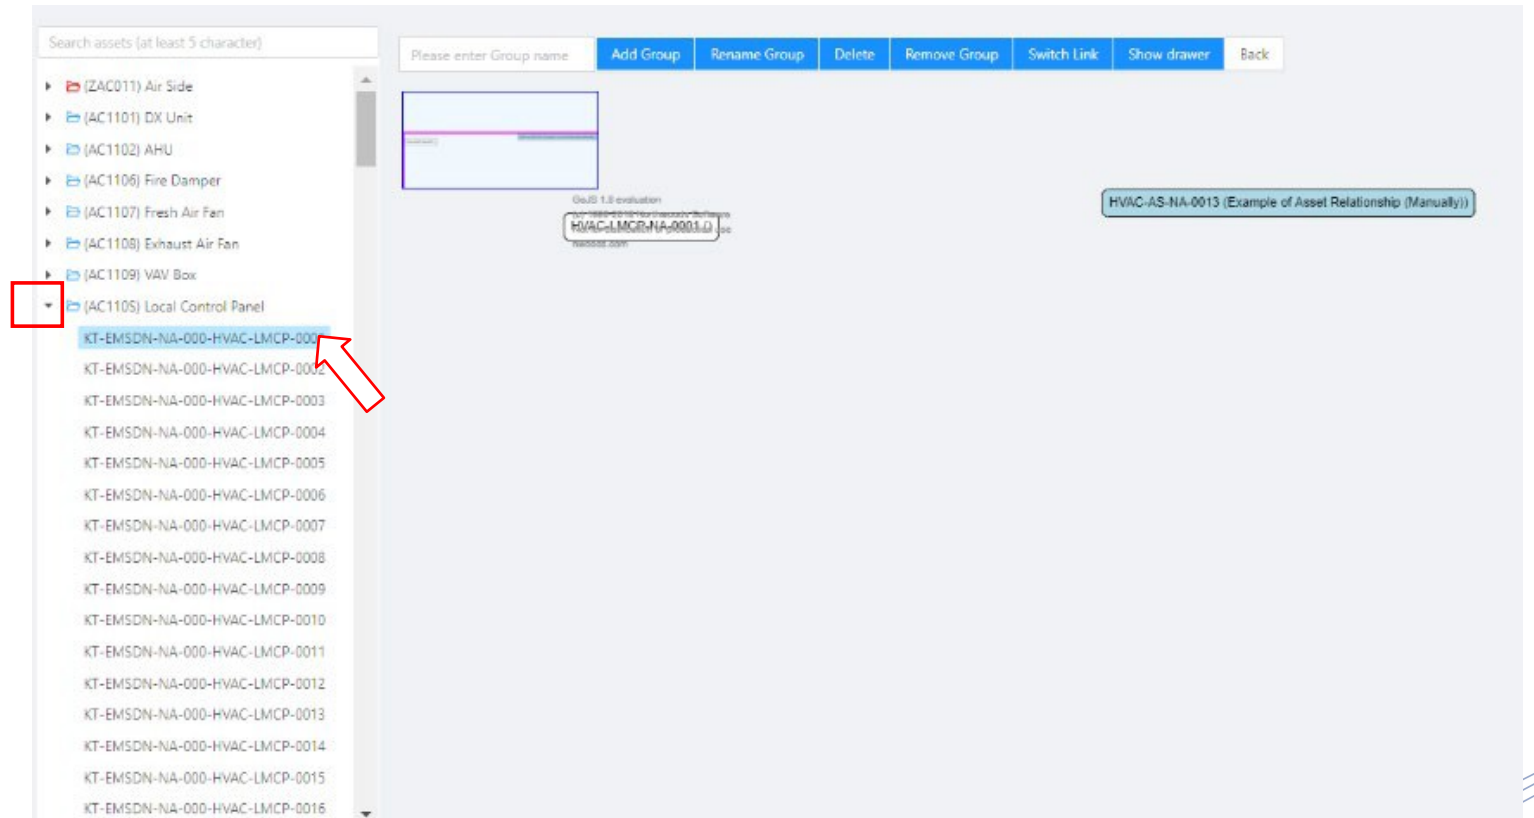 Search assets (at least 5 character)
Please enter Group name
Add Group
Rename Group
Delete
Remove Group
Switch Link
Show drawer
Back
(ZAC011) Air Side
(AC1101) DX Unit
(AC1102) AHU
(AC1106) Fire Damper
(AC1107) Fresh Air Fan
(AC1108) Exhaust Air Fan
(AC1109) VAV Box
(AC1105) Local Control Panel
KT-EMSDN-NA-000-HVAC-LMCP-000
KT-EMSDN-NA-000-HVAC-LMCP-0002
KT-EMSDN-NA-000-HVAC-LMCP-0003
KT-EMSDN-NA-000-HVAC-LMCP-0004
KT-EMSDN-NA-000-HVAC-LMCP-0005
KT-EMSDN-NA-000-HVAC-LMCP-0006
KT-EMSDN-NA-000-HVAC-LMCP-0007
KT-EMSDN-NA-000-HVAC-LMCP-0008
KT-EMSDN-NA-000-HVAC-LMCP-0009
KT-EMSDN-NA-000-HVAC-LMCP-0010
KT-EMSDN-NA-000-HVAC-LMCP-0011
KT-EMSDN-NA-000-HVAC-LMCP-0012
KT-EMSDN-NA-000-HVAC-LMCP-0013
KT-EMSDN-NA-000-HVAC-LMCP-0014
KT-EMSDN-NA-000-HVAC-LMCP-0015
KT-EMSDN-NA-000-HVAC-LMCP-0016
GoJS 1.8 evaluation
HVAC-LMCP-NA-0001 ()
HVAC-AS-NA-0013 (Example of Asset Relationship (Manually))